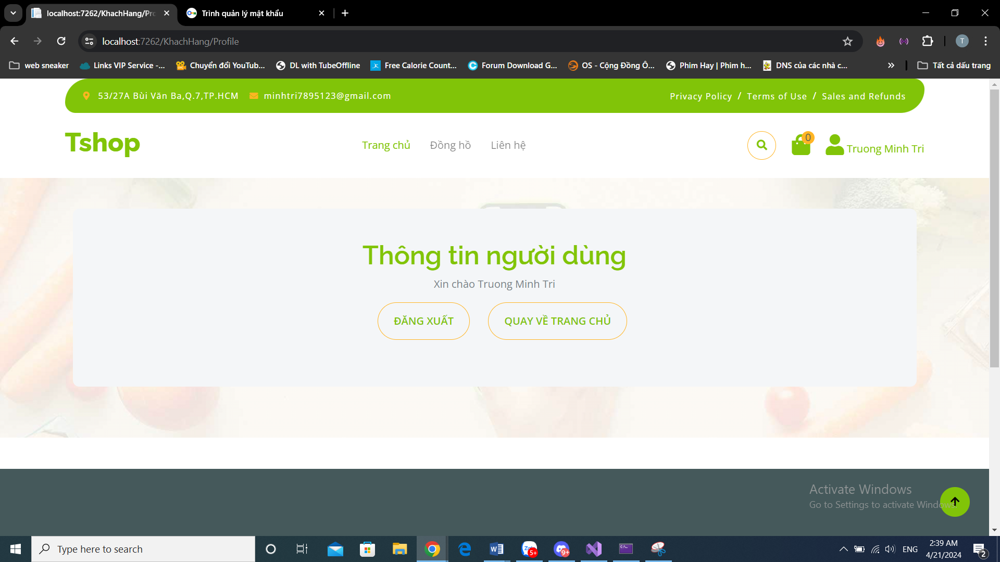 localhost:7262/KhachHang/Pro
Trình quản lý mật khẩu
localhost:7262/KhachHang/Profile
T
web sneaker
Links VIP Service -...
Chuyển đổi YouTub...
DL with TubeOffline
Free Calorie Count...
Forum Download G...
OS - Cộng Đồng Ô...
Phim Hay | Phim h...
DNS của các nhà c...
Tất cả dấu trang
53/27A Bùi Văn Ba,Q.7,TP.HCM minhtri7895123@gmail.com
Privacy Policy / Terms of Use / Sales and Refunds
Tshop
Trang chủ Đồng hồ Liên hệ
0
Truong Minh Tri
Thông tin người dùng
Xin chào Truong Minh Tri
ĐĂNG XUẤT QUAY VỀ TRANG CHỦ
Activate Windows
Go to Settings to activate Windows.
Type here to search
5+
9+
ENG
2:39 AM
4/21/2024
2